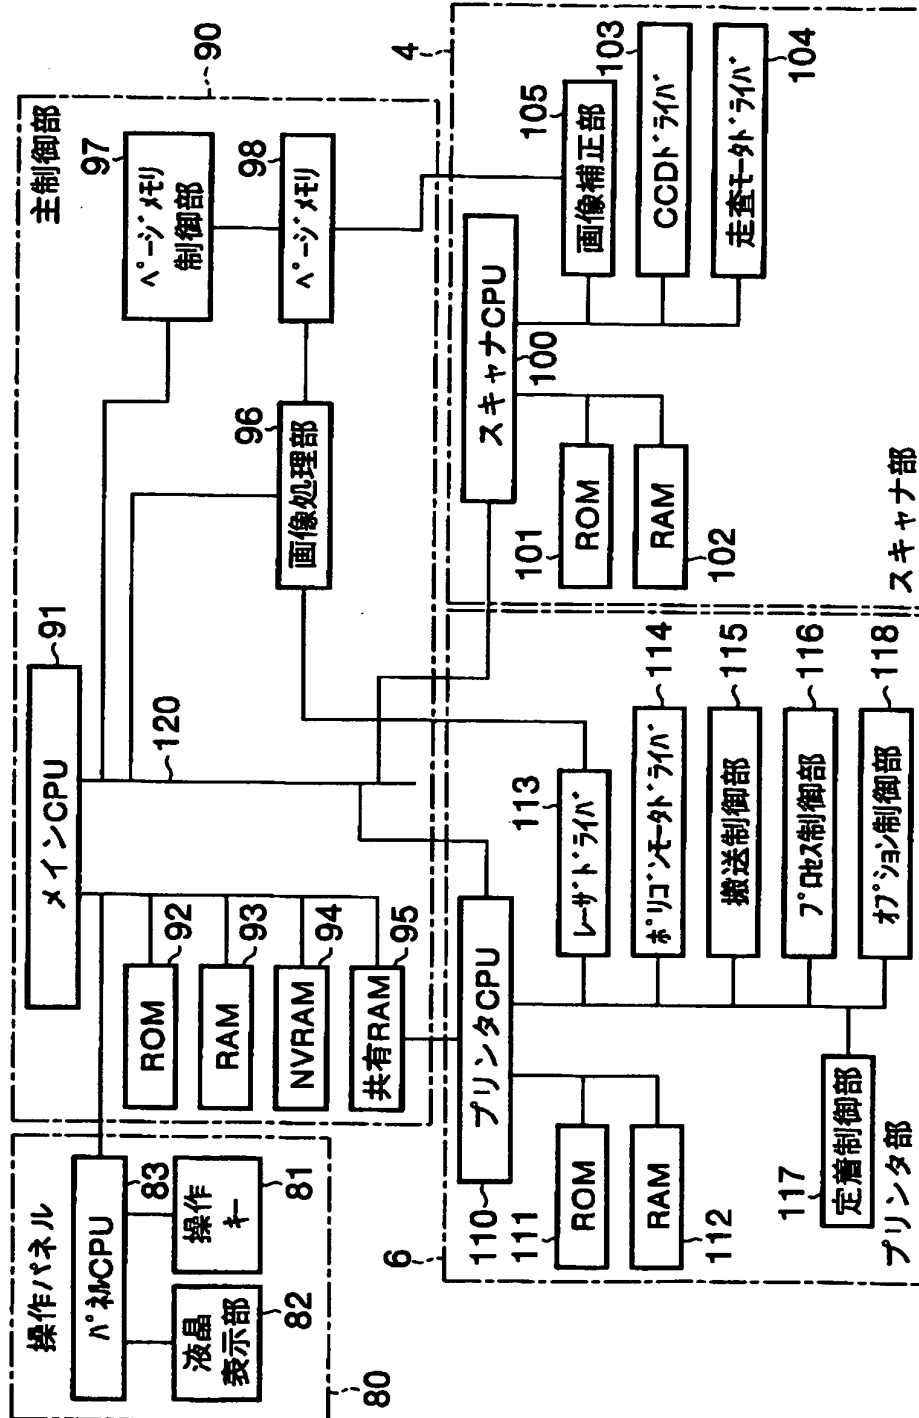 操作パネル
パネルCPU
83
操作
キー
81
液晶
表示部
82
80
主制御部
90
メインCPU
91
ROM
92
RAM
93
NVRAM
94
共有RAM
95
120
画像処理部
96
ページメモリ
制御部
97
ページメモリ
98
プリンタCPU
110
ROM
111
RAM
112
レーザドライバ
113
ポリゴンモータドライバ
114
搬送制御部
115
プロセス制御部
116
定着制御部
117
オプション制御部
118
プリンタ部
6
スキャナCPU
100
ROM
101
RAM
102
画像補正部
105
CCDドライバ
103
走査モータドライバ
104
スキャナ部
4